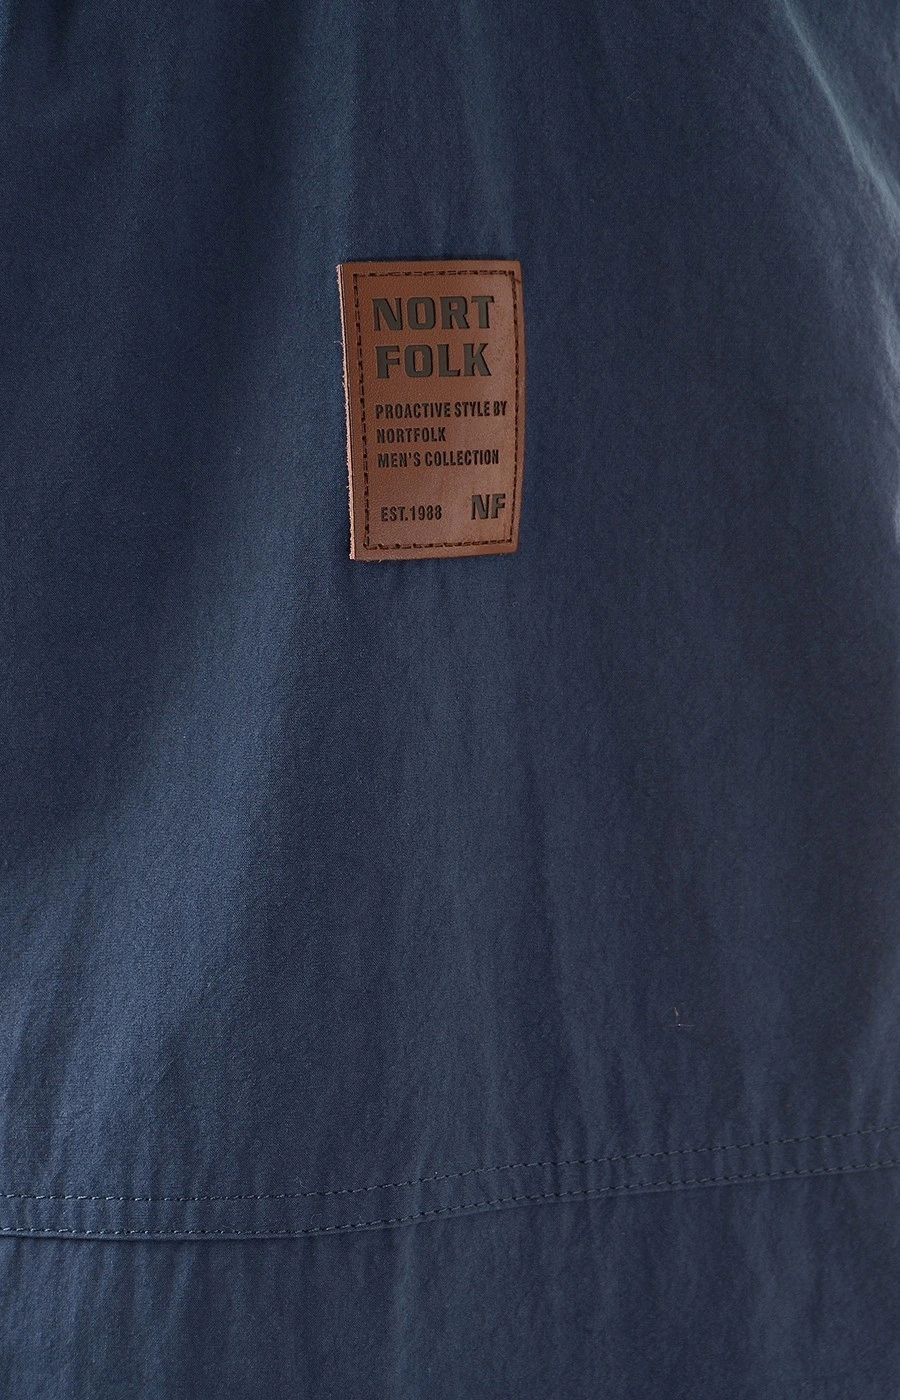 NORT
FOLK
PROACTIVE STYLE BY
NORTFOLK
MEN'S COLLECTION
EST.1988 NF